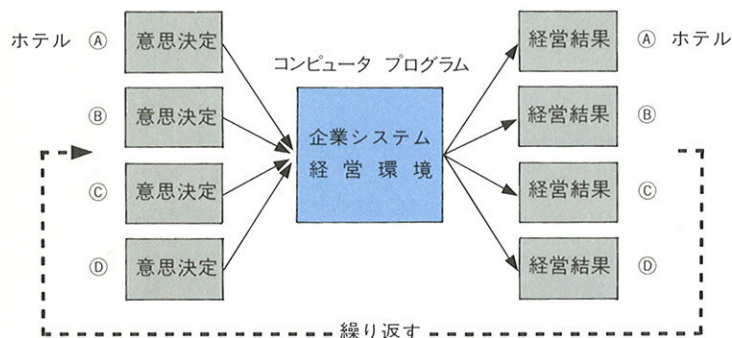 ホテル Ⓐ 意思決定
Ⓑ 意思決定
Ⓒ 意思決定
Ⓓ 意思決定
コンピュータ プログラム
企業システム
経営環境
経営結果 Ⓐ ホテル
経営結果 Ⓑ
経営結果 Ⓒ
経営結果 Ⓓ
繰り返す